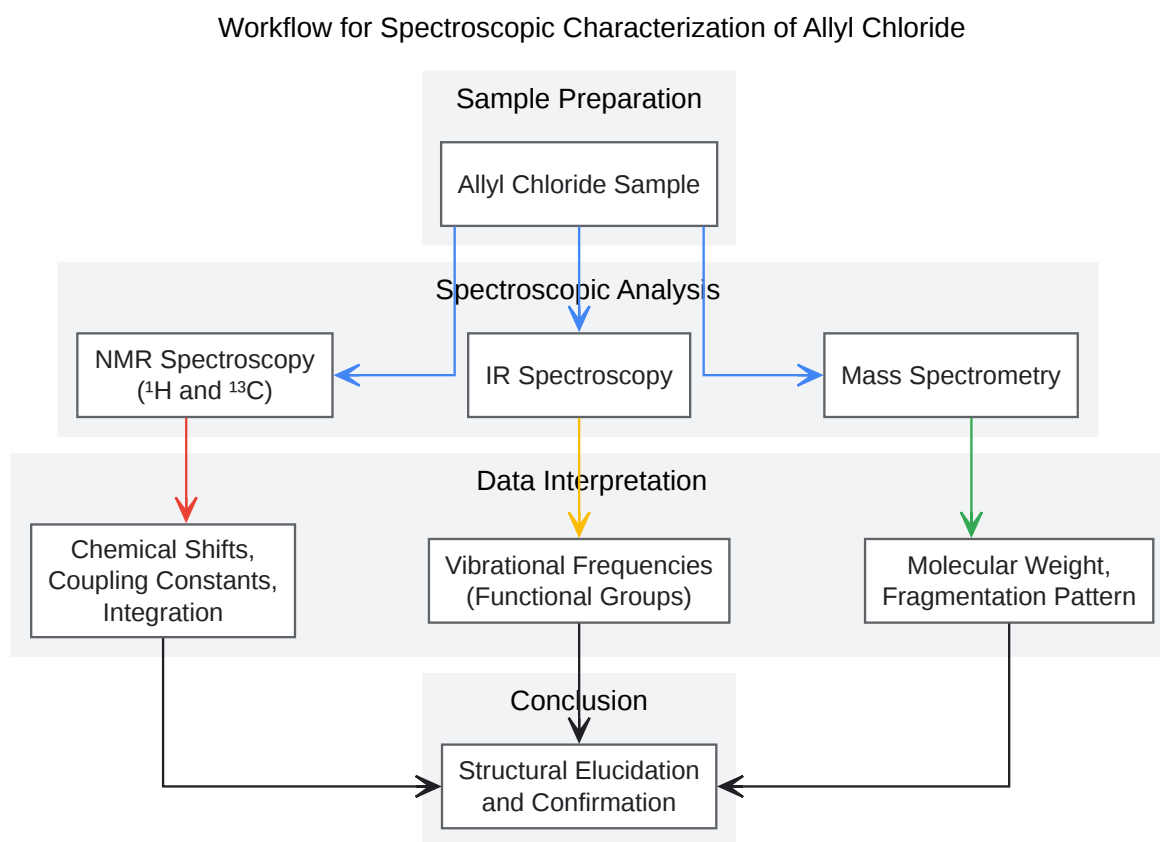 Workflow for Spectroscopic Characterization of Allyl Chloride
Sample Preparation
Allyl Chloride Sample
Spectroscopic Analysis
NMR Spectroscopy
(¹H and ¹³C)
IR Spectroscopy
Mass Spectrometry
Data Interpretation
Chemical Shifts,
Coupling Constants,
Integration
Vibrational Frequencies
(Functional Groups)
Molecular Weight,
Fragmentation Pattern
Conclusion
Structural Elucidation
and Confirmation